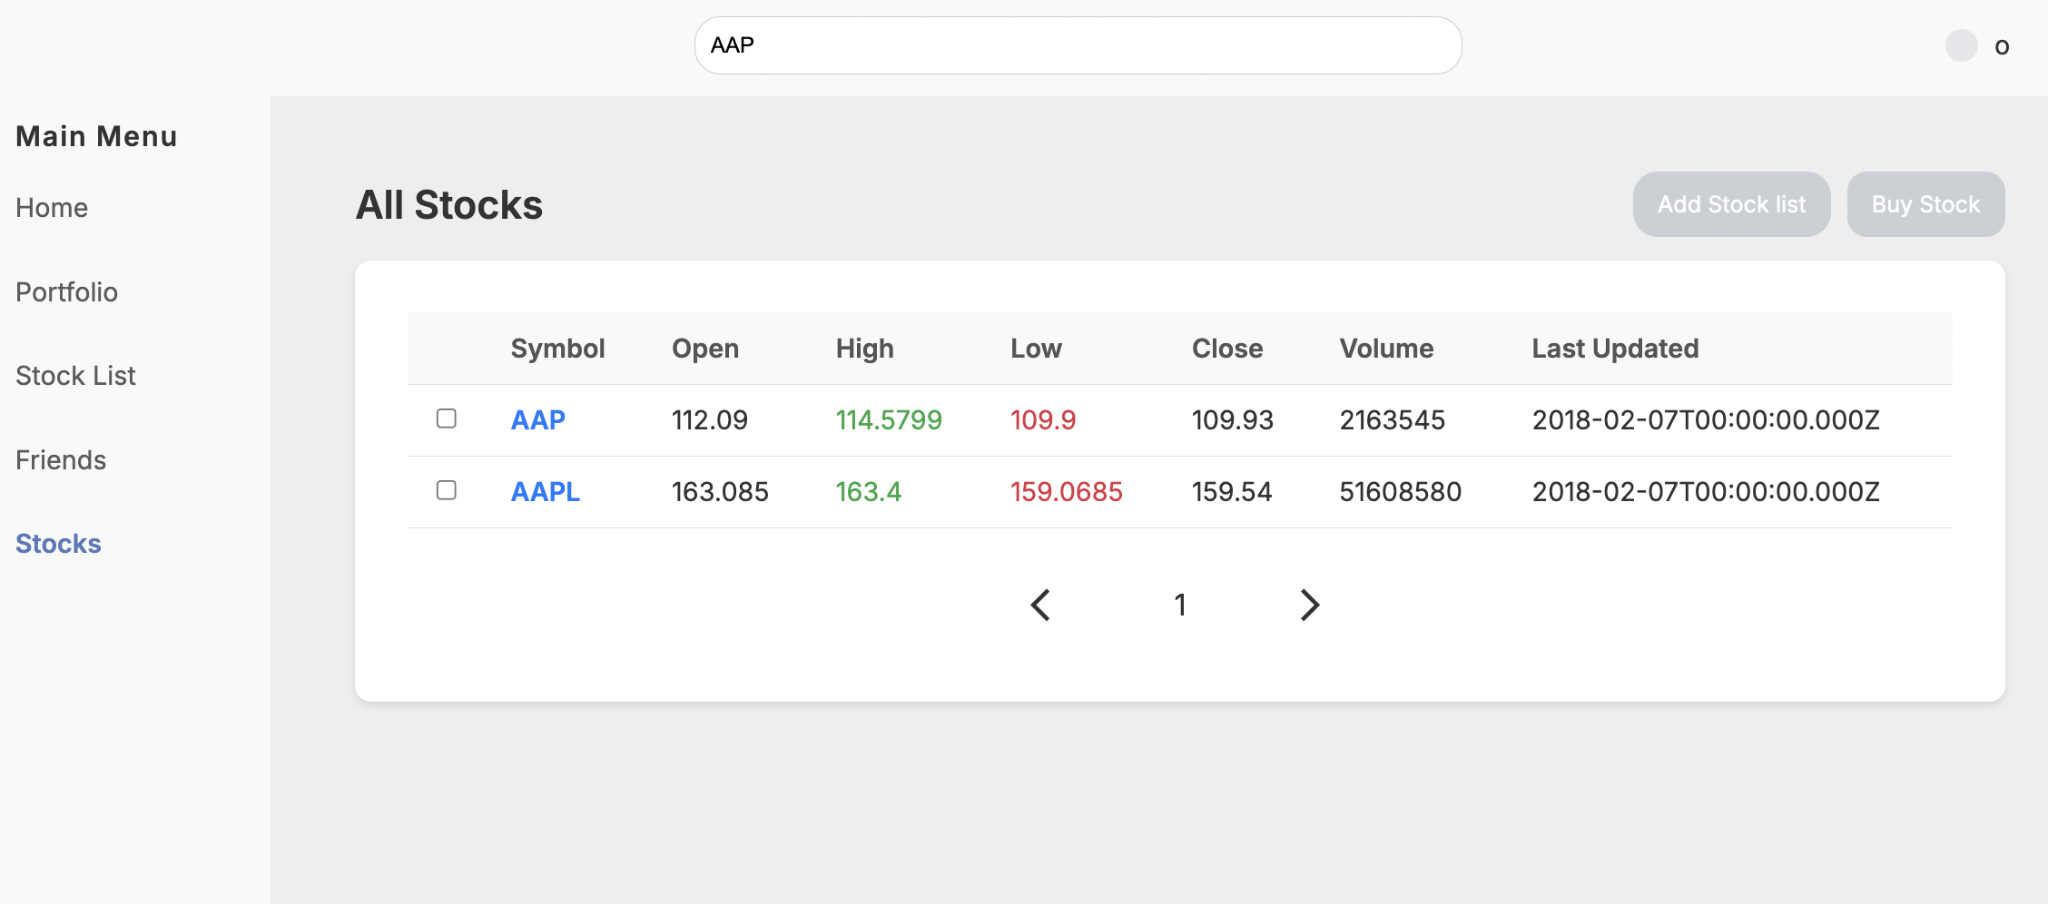 AAP
o
Main Menu
Home
Portfolio
Stock List
Friends
Stocks
All Stocks
Add Stock list
Buy Stock
Symbol Open High Low Close Volume Last Updated
AAP 112.09 114.5799 109.9 109.93 2163545 2018-02-07T00:00:00.000Z
AAPL 163.085 163.4 159.0685 159.54 51608580 2018-02-07T00:00:00.000Z
1